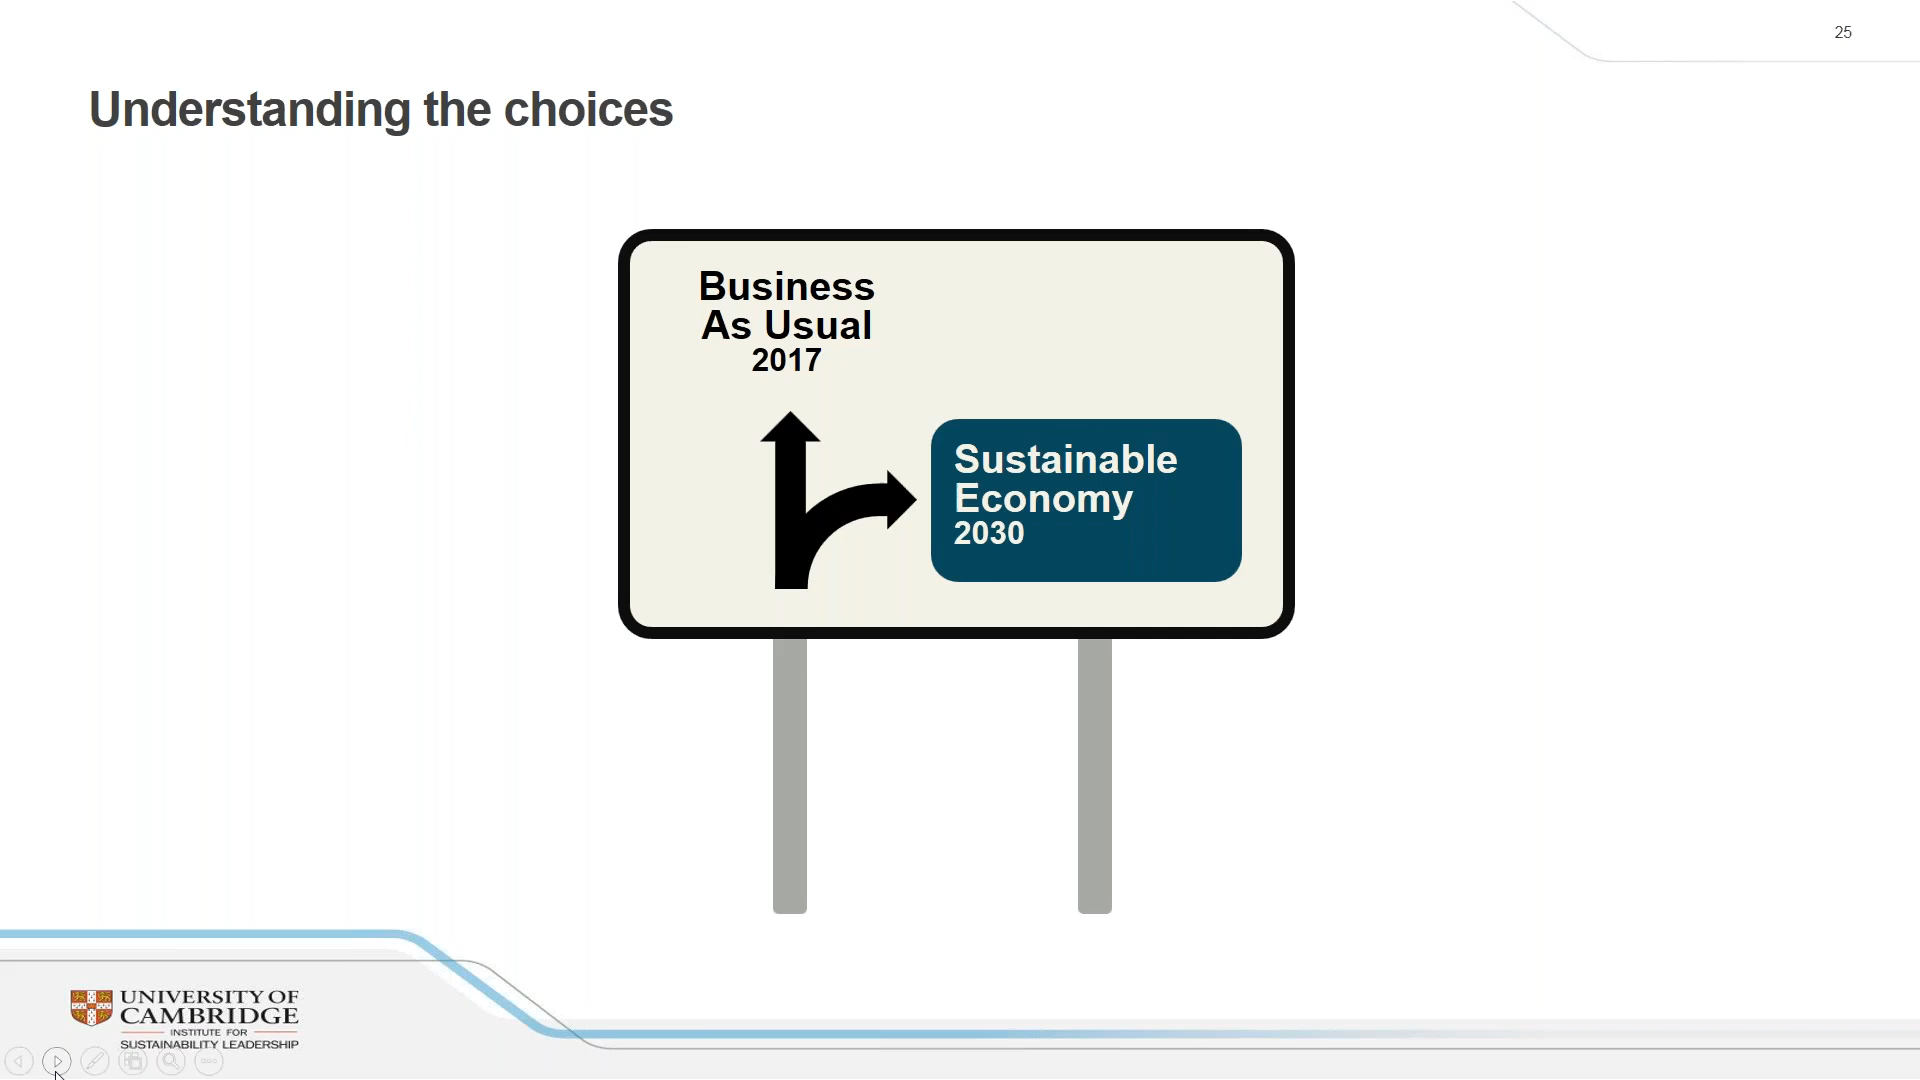 25
Understanding the choices
Business
As Usual
2017
Sustainable
Economy
2030
UNIVERSITY OF
CAMBRIDGE
INSTITUTE FOR
SUSTAINABILITY LEADERSHIP